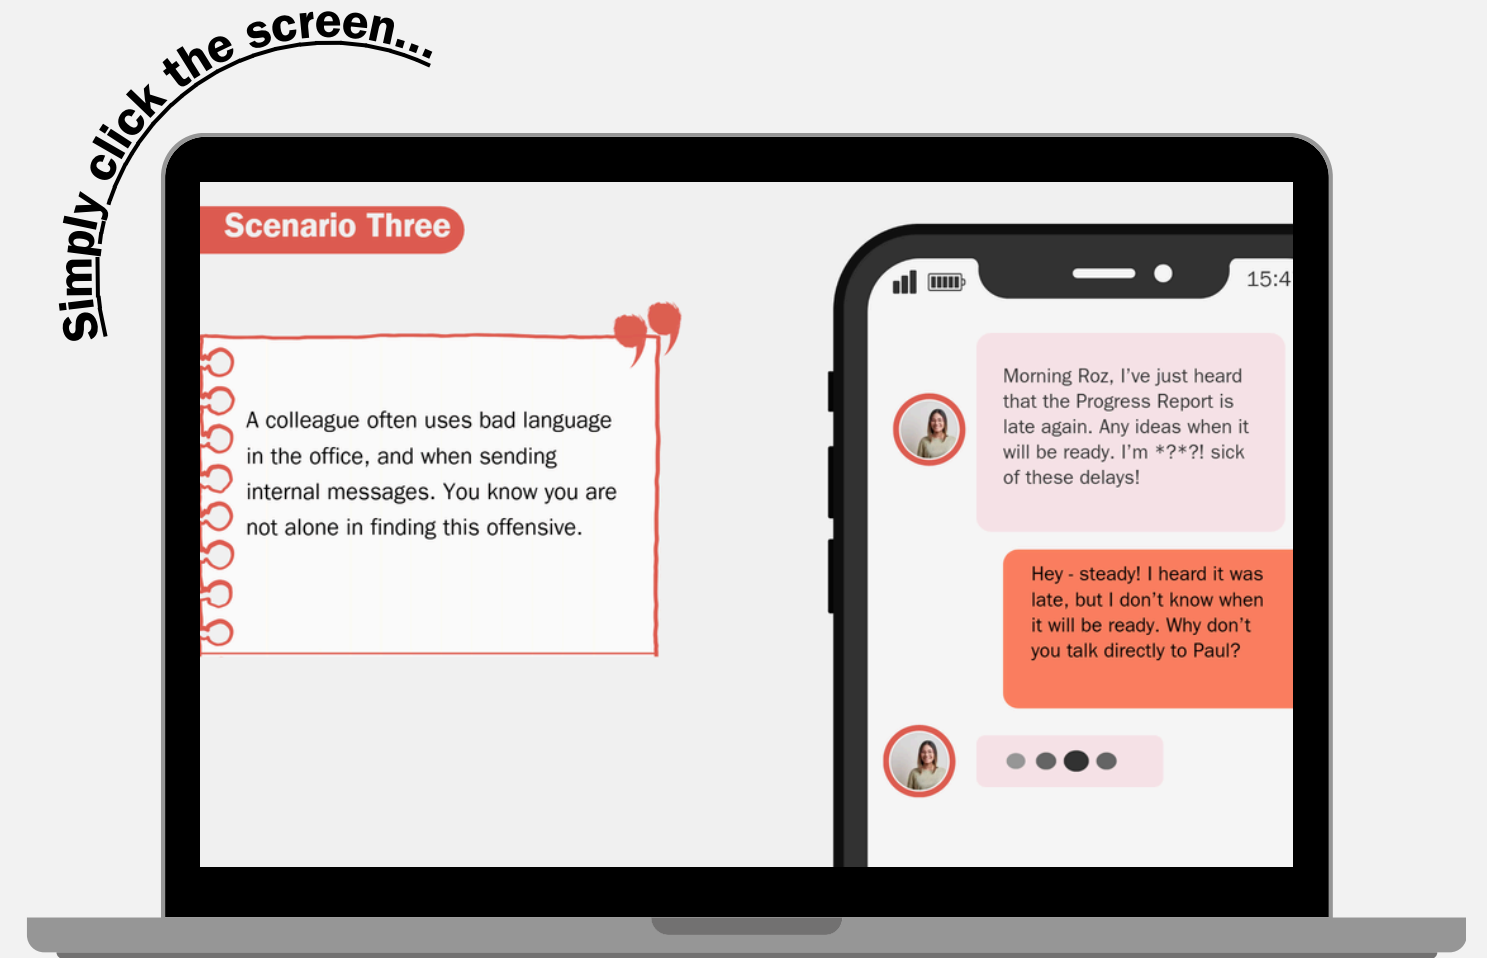 Simply click the screen...
Scenario Three
A colleague often uses bad language
in the office, and when sending
internal messages. You know you are
not alone in finding this offensive.
15:4
Morning Roz, I've just heard
that the Progress Report is
late again. Any ideas when it
will be ready. I'm *?*?! sick
of these delays!
Hey - steady! I heard it was
late, but I don't know when
it will be ready. Why don't
you talk directly to Paul?